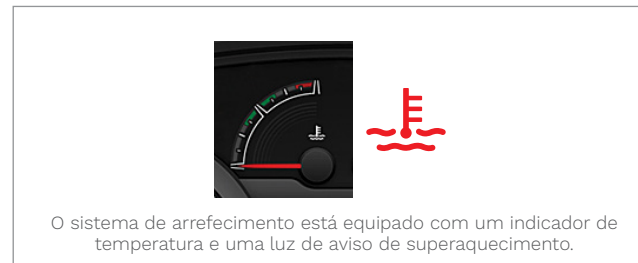 O sistema de arrefecimento está equipado com um indicador de
temperatura e uma luz de aviso de superaquecimento.